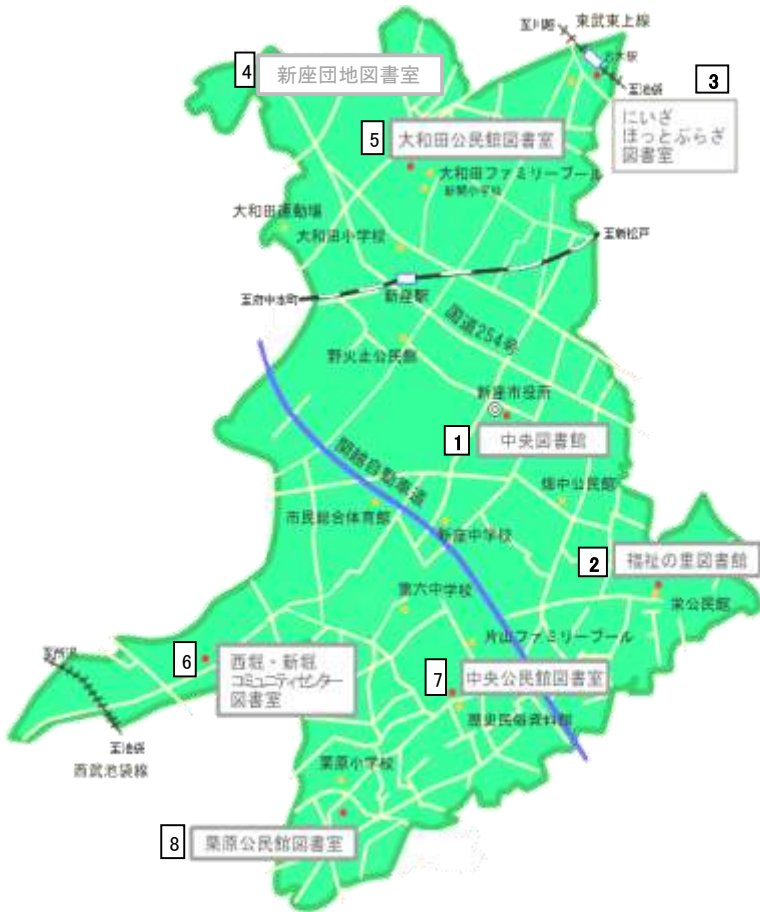 至川越
東武東上線
4
新座団地図書室
至池袋
3
にいざ
ほっとぷらざ
図書室
5
大和田公民館図書室
大和田ファミリープール
新開小学校
大和田運動場
大和田小学校
至新松戸
至府中本町
新座駅
国道254号
野火止公民館
新座市役所
1
中央図書館
関越自動車道
畑中公民館
市民総合体育館
新座中学校
2
福祉の里図書館
第六中学校
栄公民館
片山ファミリープール
至所沢
6
西堀・新堀
コミュニティセンター
図書室
7
中央公民館図書室
歴史民俗資料館
至池袋
西武池袋線
栗原小学校
8
栗原公民館図書室